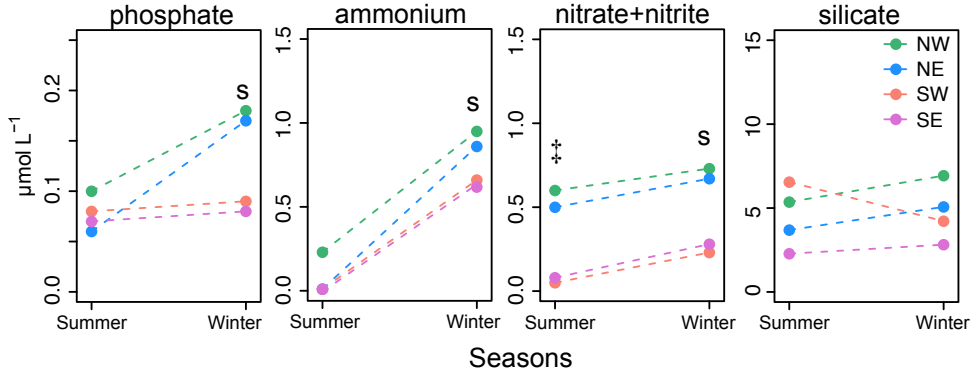 phosphate
ammonium
nitrate+nitrite
silicate
µmol L⁻¹
0.0
0.1
0.2
S
Summer
Winter
0.0
0.5
1.0
1.5
S
Summer
Winter
0.0
0.5
1.0
1.5
‡
S
Summer
Winter
0
5
10
15
NW
NE
SW
SE
Summer
Winter
Seasons